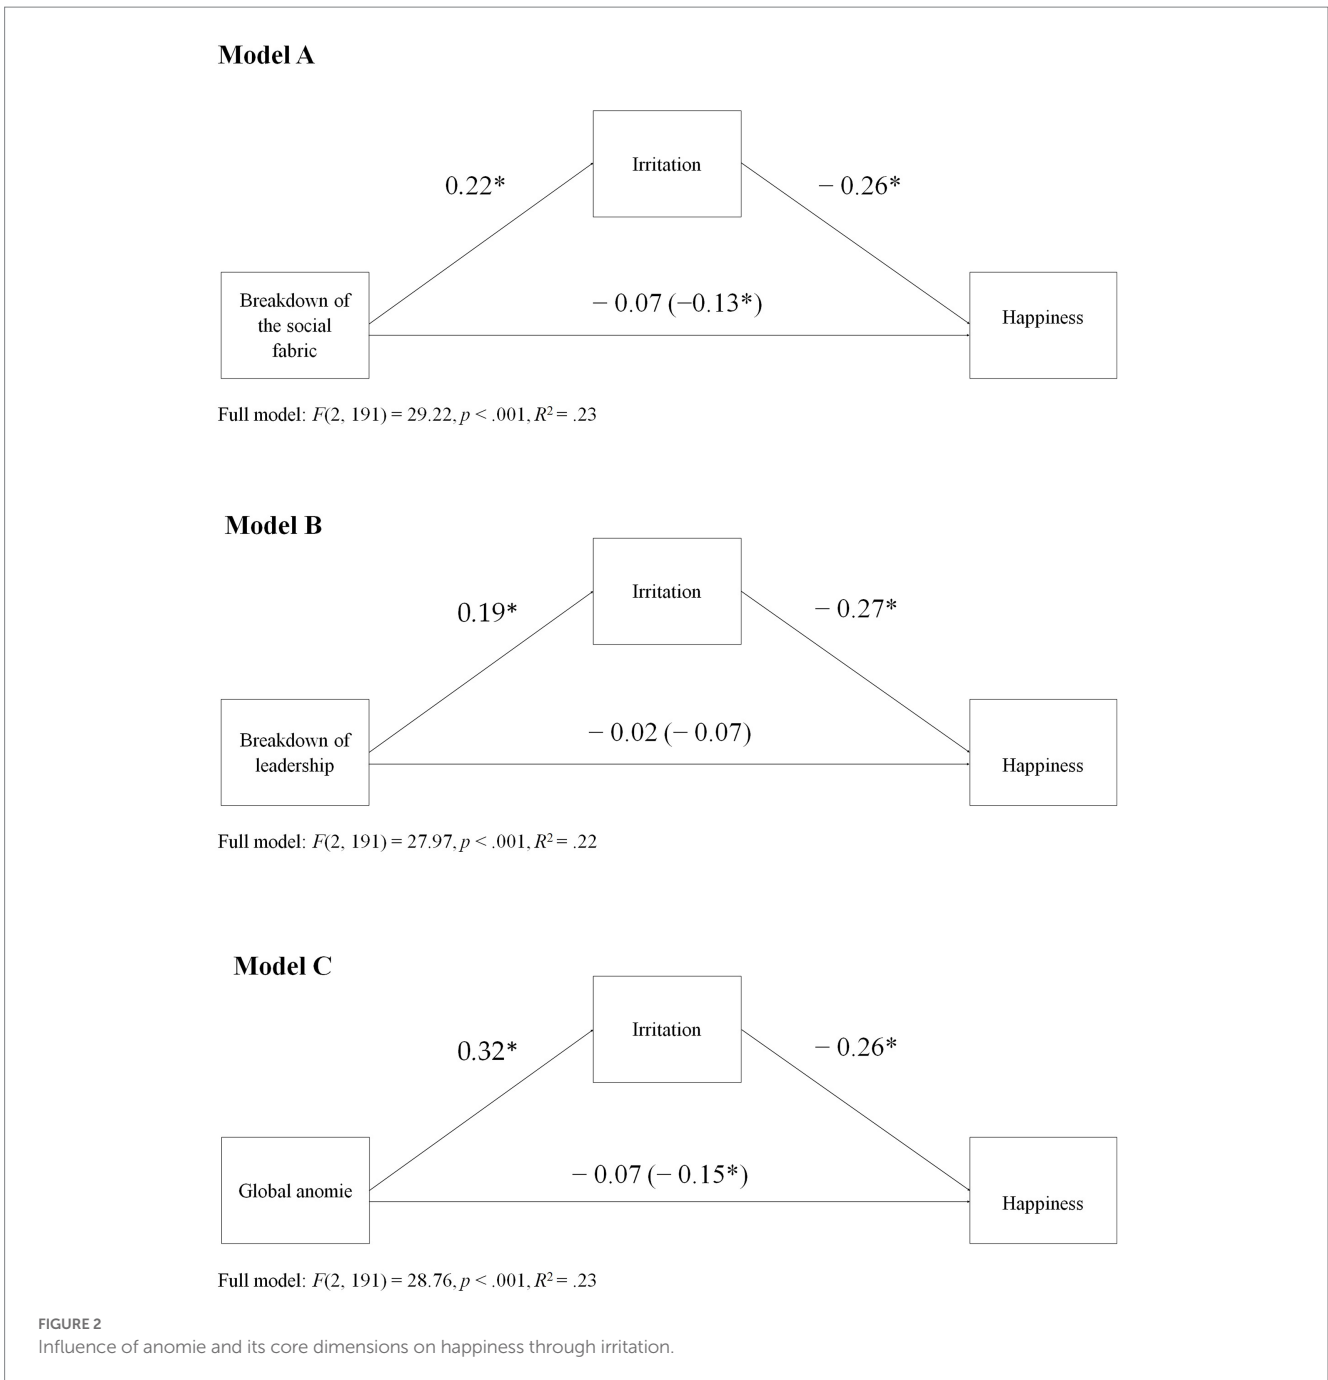 Model A
Irritation
0.22*
− 0.26*
Breakdown of
the social
fabric
− 0.07 (−0.13*)
Happiness
Full model: F(2, 191) = 29.22, p < .001, R² = .23
Model B
Irritation
0.19*
− 0.27*
Breakdown of
leadership
− 0.02 (− 0.07)
Happiness
Full model: F(2, 191) = 27.97, p < .001, R² = .22
Model C
Irritation
0.32*
− 0.26*
Global anomie
− 0.07 (− 0.15*)
Happiness
Full model: F(2, 191) = 28.76, p < .001, R² = .23
FIGURE 2
Influence of anomie and its core dimensions on happiness through irritation.